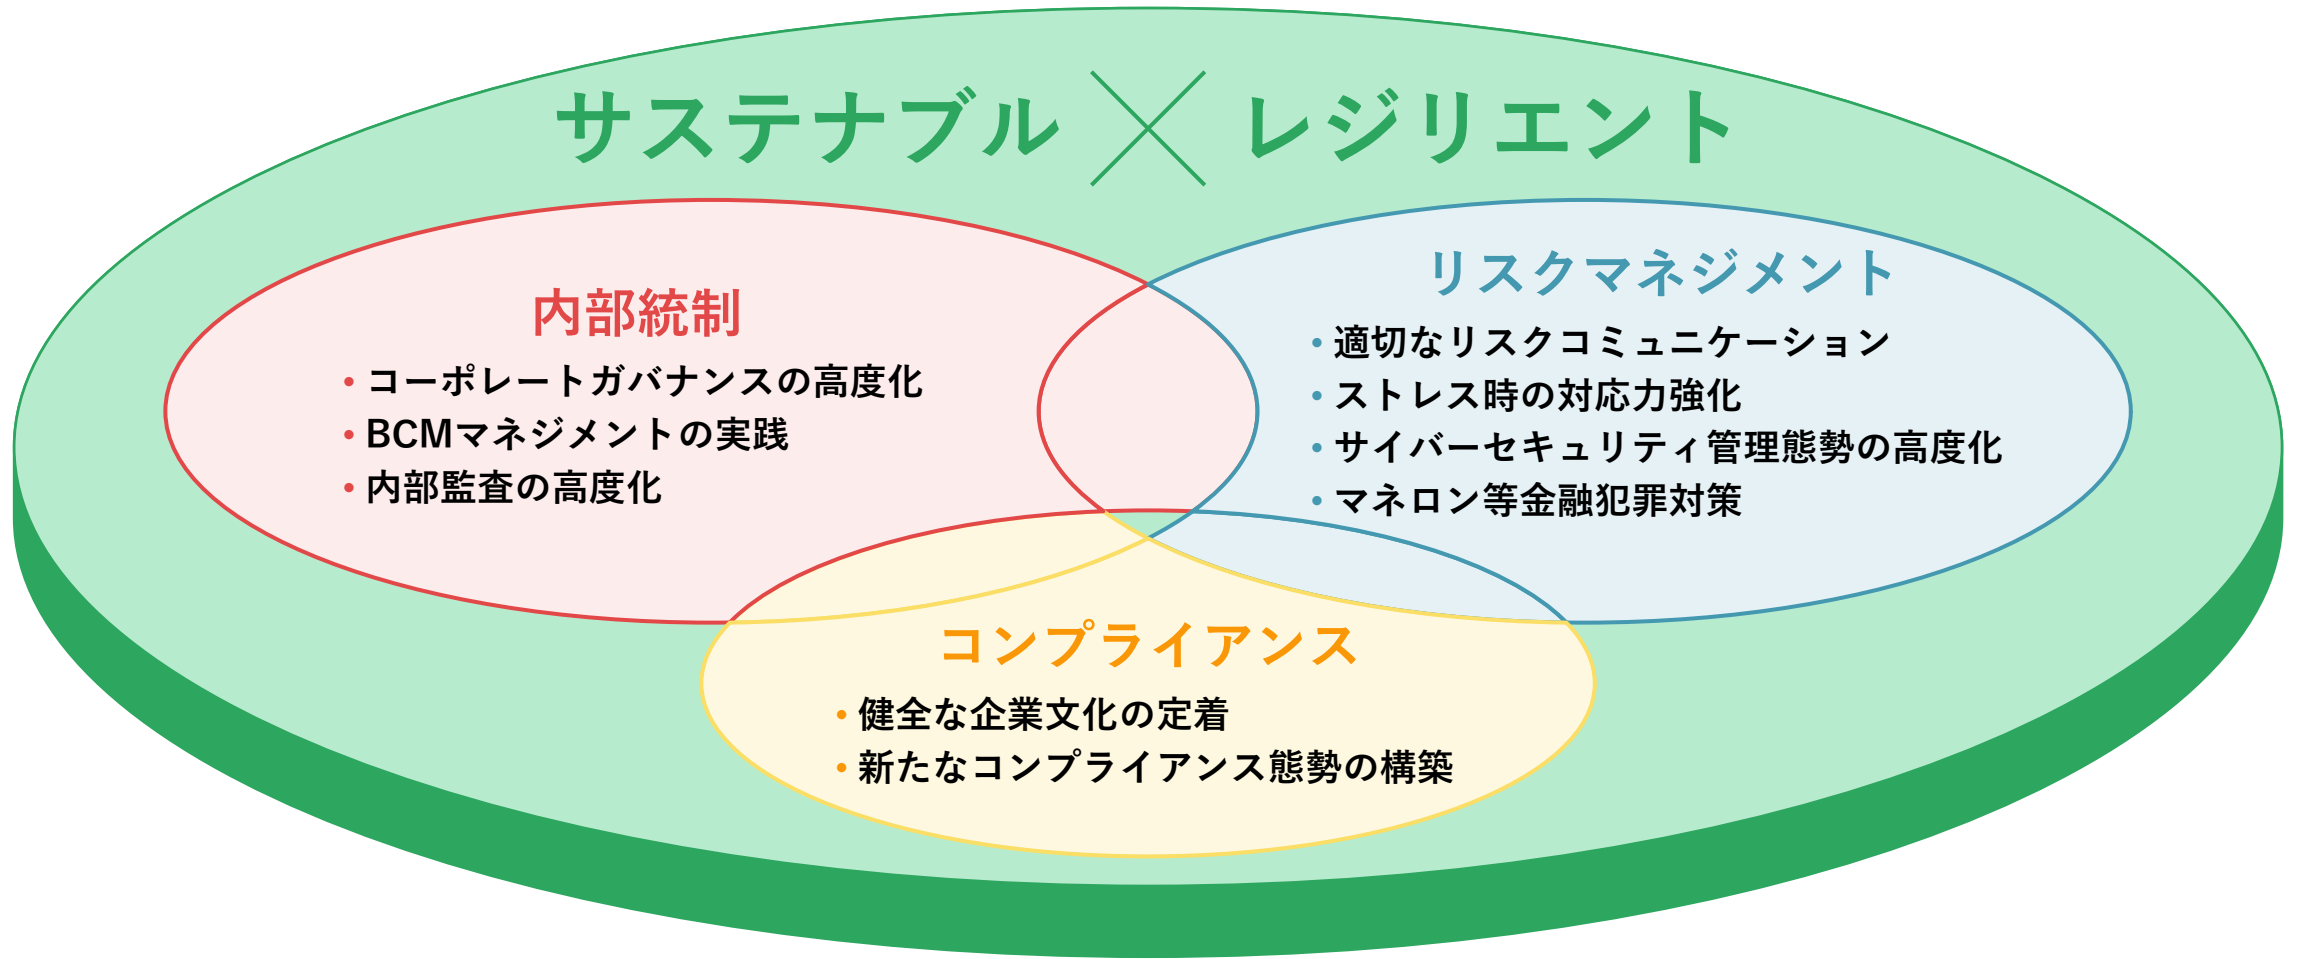 サステナブル×レジリエント
内部統制
・コーポレートガバナンスの高度化
・BCMマネジメントの実践
・内部監査の高度化
リスクマネジメント
・適切なリスクコミュニケーション
・ストレス時の対応力強化
・サイバーセキュリティ管理態勢の高度化
・マネロン等金融犯罪対策
コンプライアンス
・健全な企業文化の定着
・新たなコンプライアンス態勢の構築